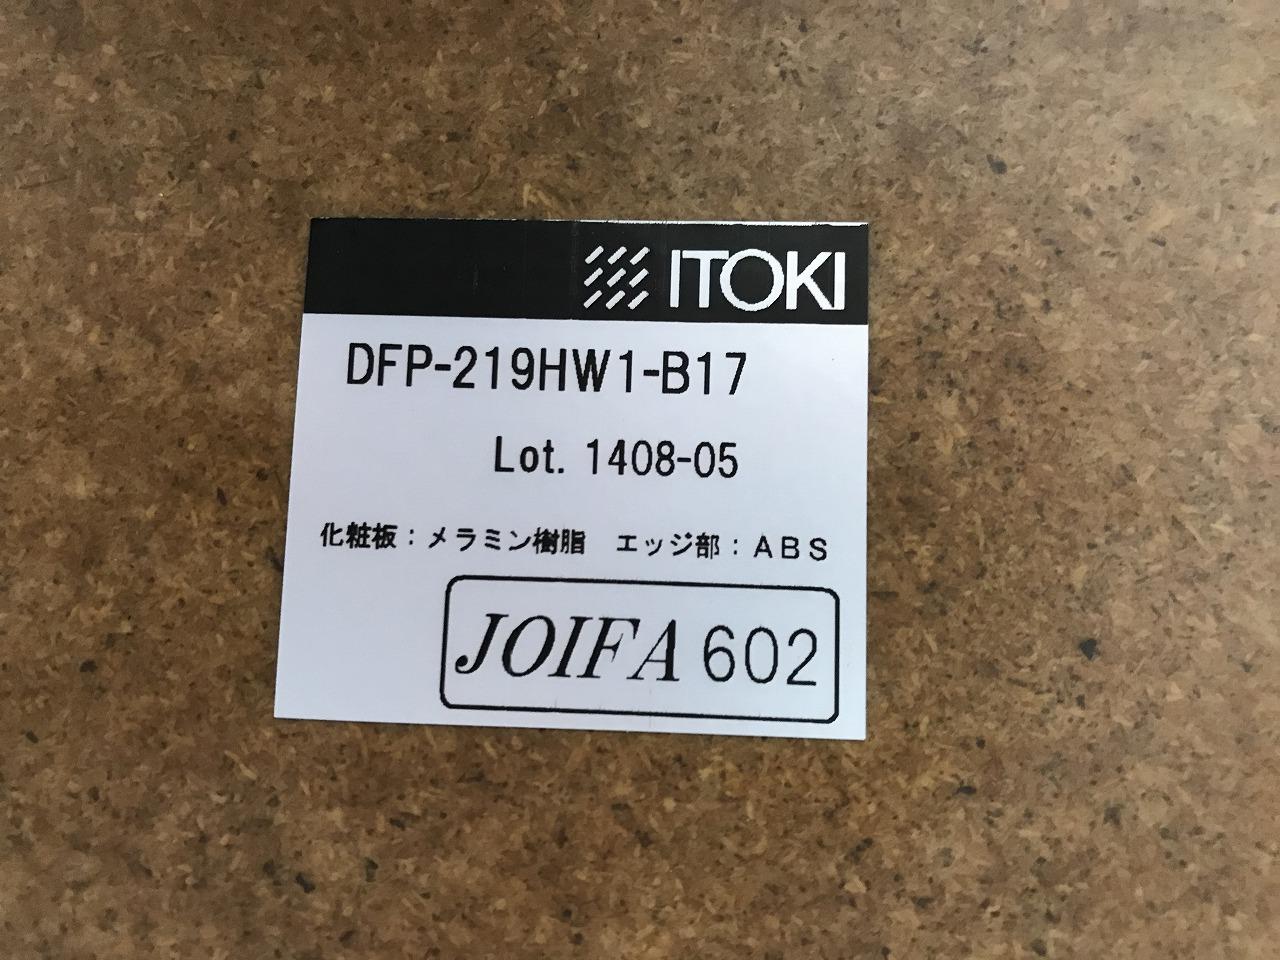 ITOKI
DFP-219HW1-B17
Lot. 1408-05
化粧板：メラミン樹脂　エッジ部：ＡＢＳ
JOIFA 602